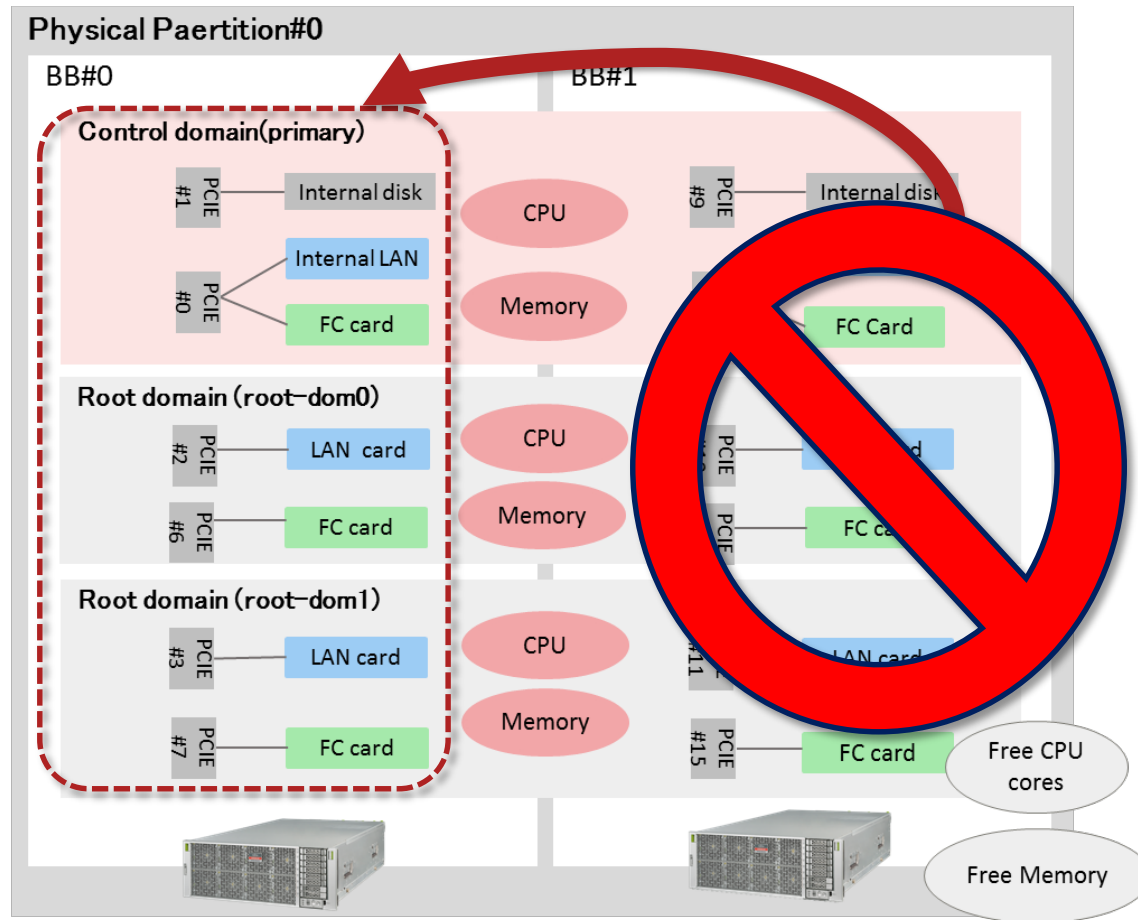 Physical Paertition#0
BB#0
BB#1
Control domain(primary)
PCIE
#1
Internal disk
CPU
PCIE
#9
Internal disk
Internal LAN
PCIE
#0
FC card
Memory
FC Card
Root domain (root-dom0)
PCIE
#2
LAN card
CPU
PCIE
PCIE
#6
FC card
Memory
PCIE
FC
Root domain (root-dom1)
PCIE
#3
LAN card
CPU
#11
LAN card
Memory
PCIE
#7
FC card
PCIE
#15
FC card
Free CPU
cores
Free Memory